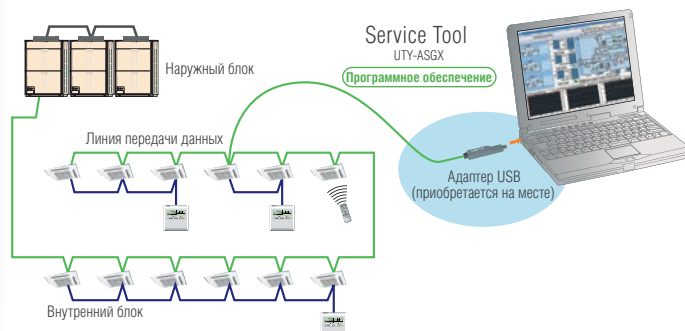 Service Tool
UTY-ASGX
Программное обеспечение
Наружный блок
Линия передачи данных
Адаптер USB
(приобретается на месте)
Внутренний блок